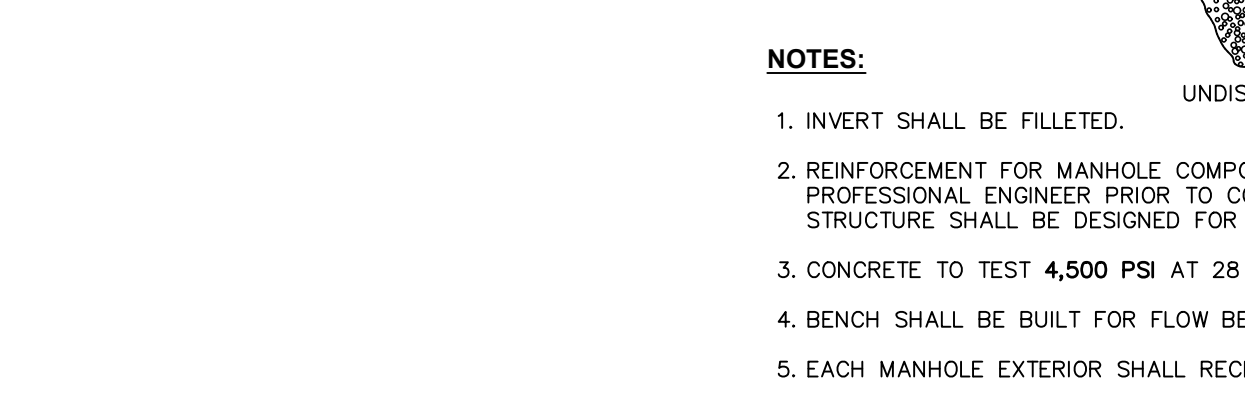 NOTES:
UNDIS
1. INVERT SHALL BE FILLETED.
2. REINFORCEMENT FOR MANHOLE COMPO
PROFESSIONAL ENGINEER PRIOR TO CO
STRUCTURE SHALL BE DESIGNED FOR
3. CONCRETE TO TEST 4,500 PSI AT 28
4. BENCH SHALL BE BUILT FOR FLOW BE
5. EACH MANHOLE EXTERIOR SHALL RECE